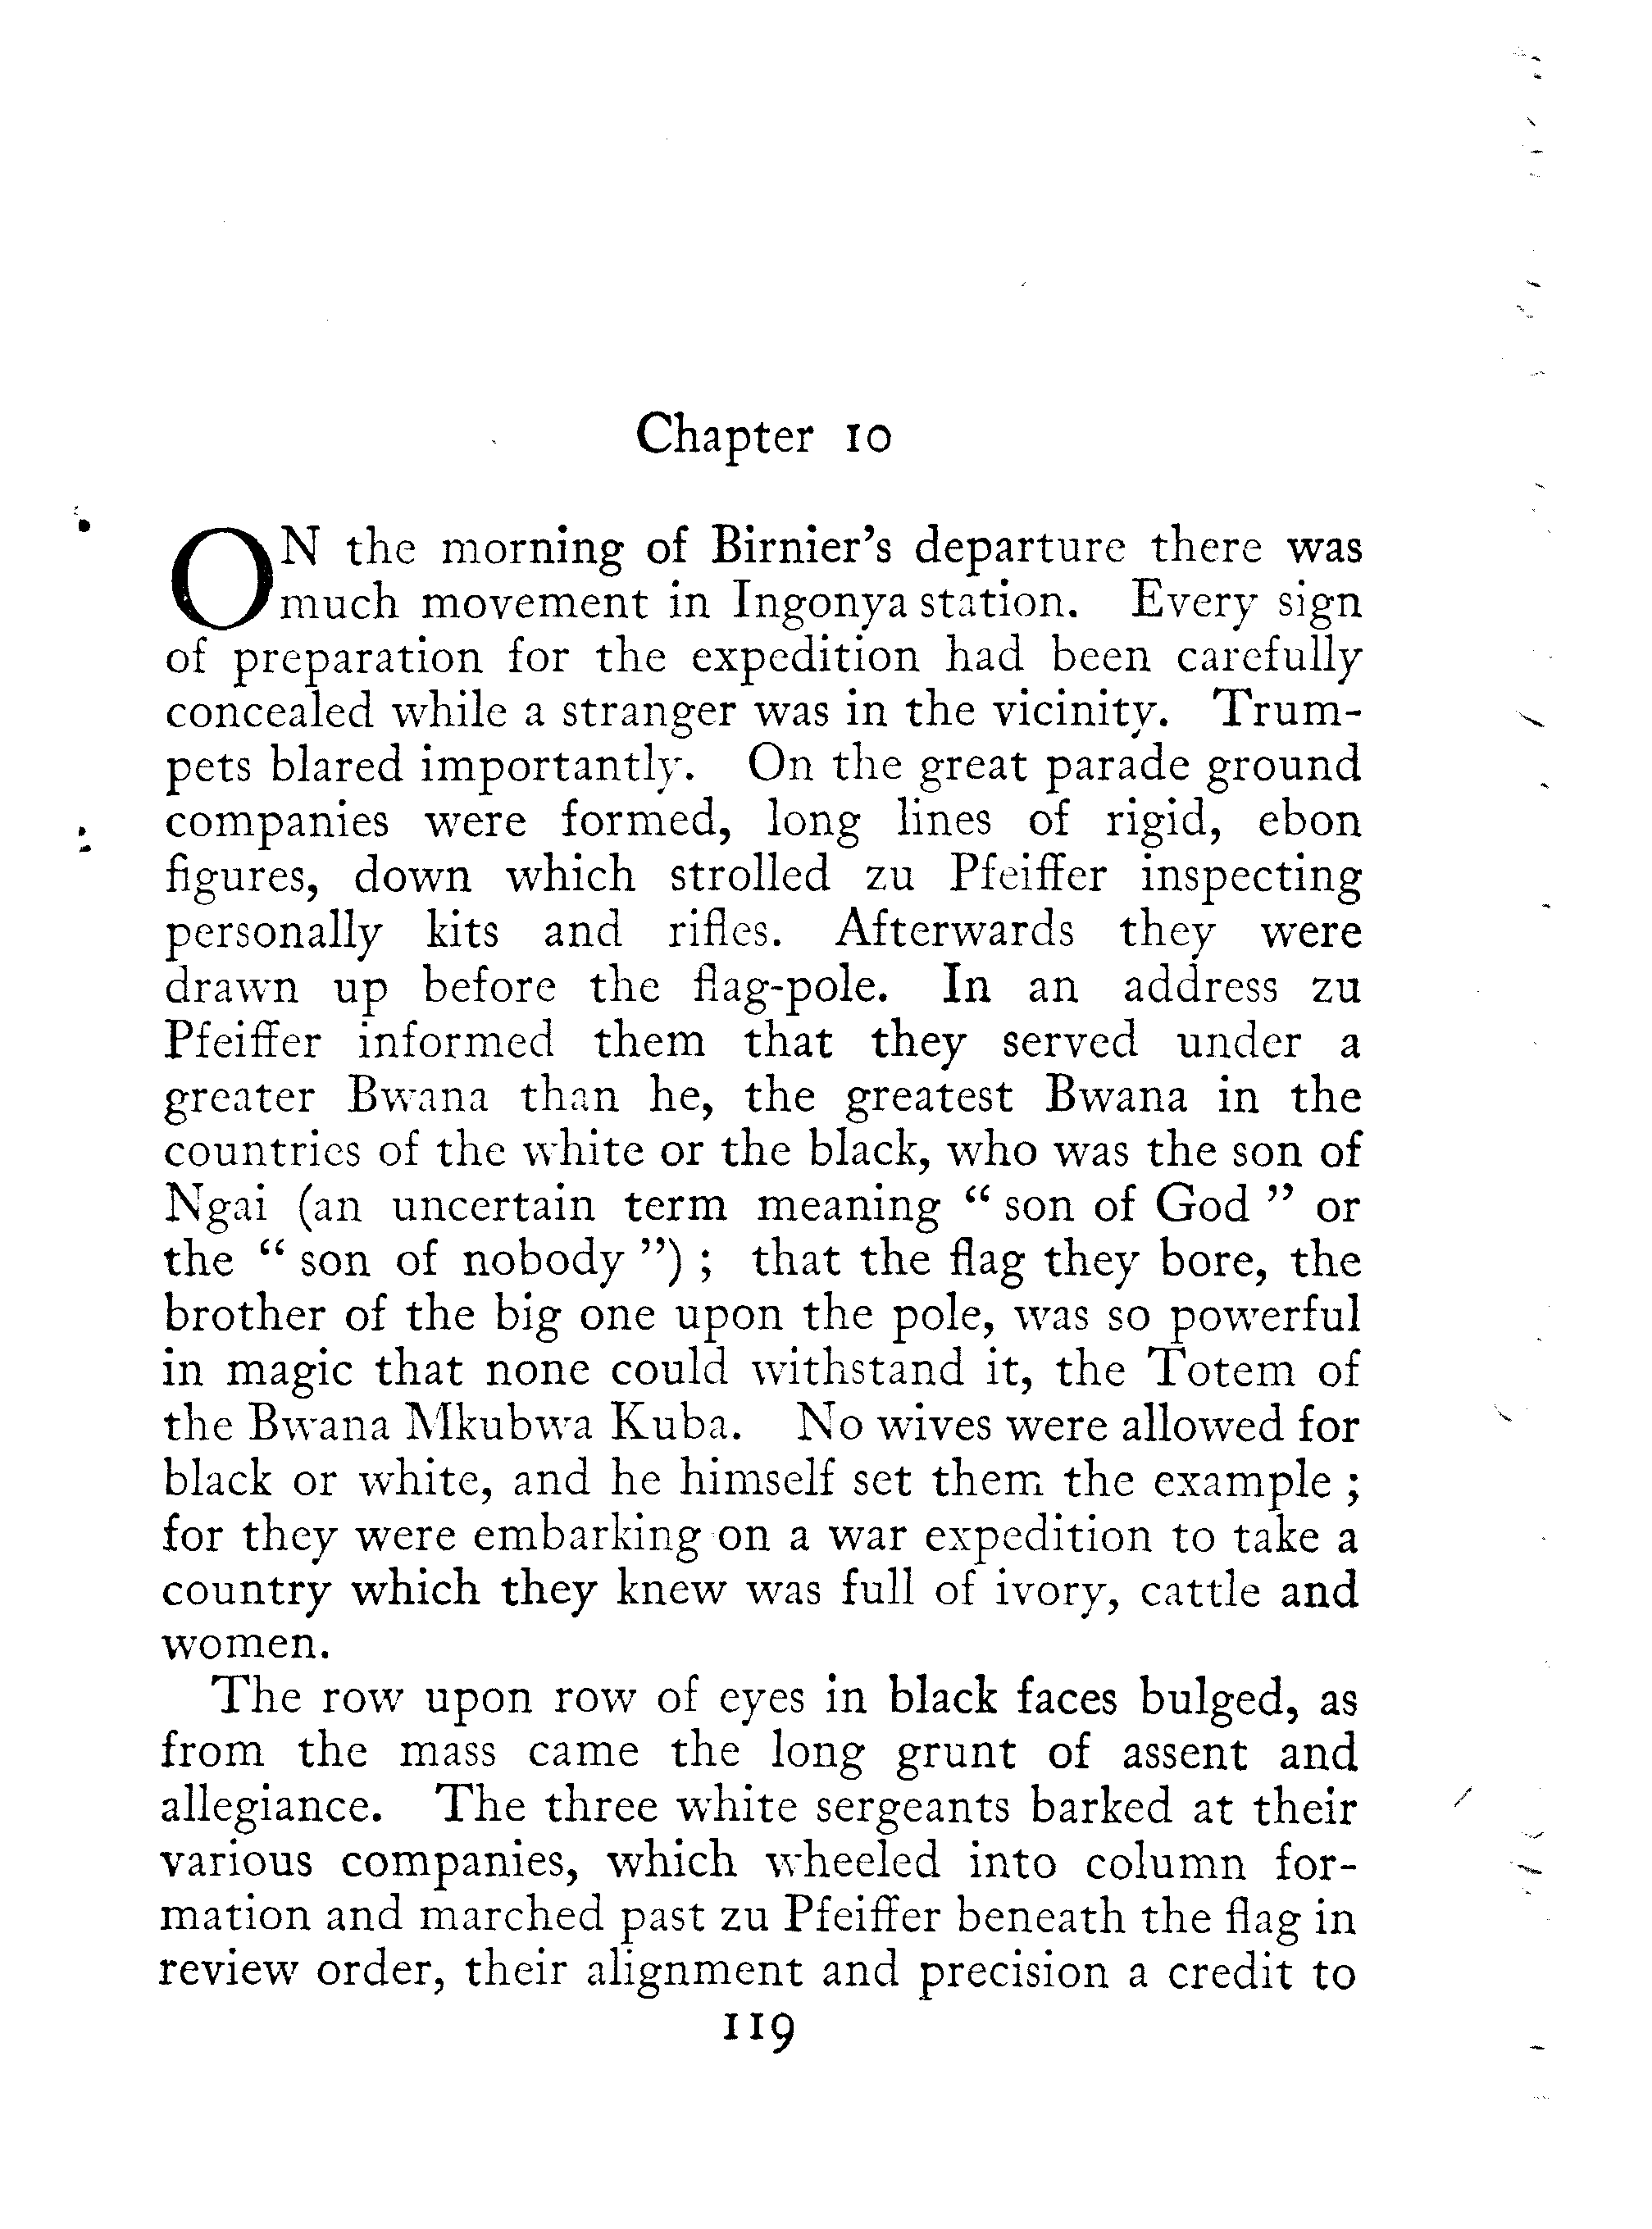 Chapter 10
ON the morning of Birnier's departure there was
much movement in Ingonya station. Every sign
of preparation for the expedition had been carefully
concealed while a stranger was in the vicinity. Trum-
pets blared importantly. On the great parade ground
companies were formed, long lines of rigid, ebon
figures, down which strolled zu Pfeiffer inspecting
personally kits and rifles. Afterwards they were
drawn up before the flag-pole. In an address zu
Pfeiffer informed them that they served under a
greater Bwana than he, the greatest Bwana in the
countries of the white or the black, who was the son of
Ngai (an uncertain term meaning “ son of God ” or
the “ son of nobody ”) ; that the flag they bore, the
brother of the big one upon the pole, was so powerful
in magic that none could withstand it, the Totem of
the Bwana Mkubwa Kuba. No wives were allowed for
black or white, and he himself set them the example ;
for they were embarking on a war expedition to take a
country which they knew was full of ivory, cattle and
women.
The row upon row of eyes in black faces bulged, as
from the mass came the long grunt of assent and
allegiance. The three white sergeants barked at their
various companies, which wheeled into column for-
mation and marched past zu Pfeiffer beneath the flag in
review order, their alignment and precision a credit to
119